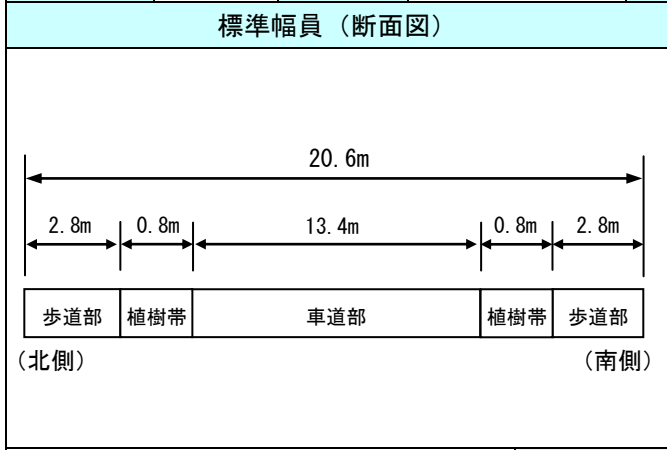 標準幅員（断面図）
20.6m
2.8m 0.8m 13.4m 0.8m 2.8m
歩道部 植樹帯 車道部 植樹帯 歩道部
（北側） （南側）